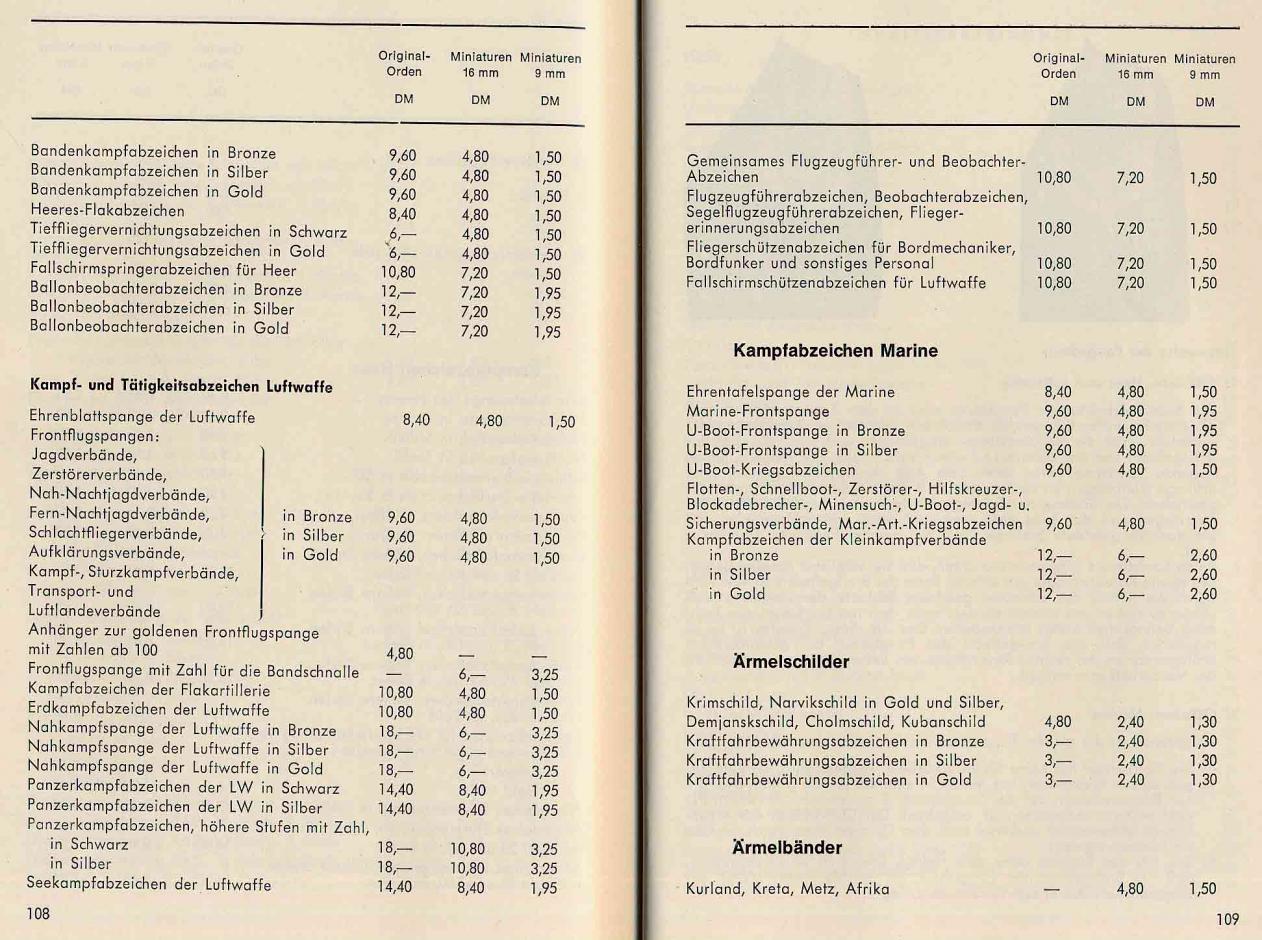 Original- Miniaturen Miniaturen
Orden 16 mm 9 mm
DM DM DM
Bandenkampfabzeichen in Bronze 9,60 4,80 1,50
Bandenkampfabzeichen in Silber 9,60 4,80 1,50
Bandenkampfabzeichen in Gold 9,60 4,80 1,50
Heeres-Flakabzeichen 8,40 4,80 1,50
Tieffliegervernichtungsabzeichen in Schwarz 6,— 4,80 1,50
Tieffliegervernichtungsabzeichen in Gold 6,— 4,80 1,50
Fallschirmspringerabzeichen für Heer 10,80 7,20 1,50
Ballonbeobachterabzeichen in Bronze 12,— 7,20 1,95
Ballonbeobachterabzeichen in Silber 12,— 7,20 1,95
Ballonbeobachterabzeichen in Gold 12,— 7,20 1,95
Kampf- und Tätigkeitsabzeichen Luftwaffe
Ehrenblattspange der Luftwaffe 8,40 4,80 1,50
Frontflugspangen:
Jagdverbände,
Zerstörerverbände,
Nah-Nachtjagdverbände,
Fern-Nachtjagdverbände, in Bronze 9,60 4,80 1,50
Schlachtfliegerverbände, in Silber 9,60 4,80 1,50
Aufklärungsverbände, in Gold 9,60 4,80 1,50
Kampf-, Sturzkampfverbände,
Transport- und
Luftlandeverbände
Anhänger zur goldenen Frontflugspange
mit Zahlen ab 100 4,80 — —
Frontflugspange mit Zahl für die Bandschnalle — 6,— 3,25
Kampfabzeichen der Flakartillerie 10,80 4,80 1,50
Erdkampfabzeichen der Luftwaffe 10,80 4,80 1,50
Nahkampfspange der Luftwaffe in Bronze 18,— 6,— 3,25
Nahkampfspange der Luftwaffe in Silber 18,— 6,— 3,25
Nahkampfspange der Luftwaffe in Gold 18,— 6,— 3,25
Panzerkampfabzeichen der LW in Schwarz 14,40 8,40 1,95
Panzerkampfabzeichen der LW in Silber 14,40 8,40 1,95
Panzerkampfabzeichen, höhere Stufen mit Zahl,
in Schwarz 18,— 10,80 3,25
in Silber 18,— 10,80 3,25
Seekampfabzeichen der Luftwaffe 14,40 8,40 1,95
108
Original- Miniaturen Miniaturen
Orden 16 mm 9 mm
DM DM DM
Gemeinsames Flugzeugführer- und Beobachter-
Abzeichen 10,80 7,20 1,50
Flugzeugführerabzeichen, Beobachterabzeichen,
Segelflugzeugführerabzeichen, Flieger-
erinnerungsabzeichen 10,80 7,20 1,50
Fliegerschützenabzeichen für Bordmechaniker,
Bordfunker und sonstiges Personal 10,80 7,20 1,50
Fallschirmschützenabzeichen für Luftwaffe 10,80 7,20 1,50
Kampfabzeichen Marine
Ehrentafelspange der Marine 8,40 4,80 1,50
Marine-Frontspange 9,60 4,80 1,95
U-Boot-Frontspange in Bronze 9,60 4,80 1,95
U-Boot-Frontspange in Silber 9,60 4,80 1,95
U-Boot-Kriegsabzeichen 9,60 4,80 1,50
Flotten-, Schnellboot-, Zerstörer-, Hilfskreuzer-,
Blockadebrecher-, Minensuch-, U-Boot-, Jagd- u.
Sicherungsverbände, Mar.-Art.-Kriegsabzeichen 9,60 4,80 1,50
Kampfabzeichen der Kleinkampfverbände
in Bronze 12,— 6,— 2,60
in Silber 12,— 6,— 2,60
in Gold 12,— 6,— 2,60
Ärmelschilder
Krimschild, Narvikschild in Gold und Silber,
Demjanskschild, Cholmschild, Kubanschild 4,80 2,40 1,30
Kraftfahrbewährungsabzeichen in Bronze 3,— 2,40 1,30
Kraftfahrbewährungsabzeichen in Silber 3,— 2,40 1,30
Kraftfahrbewährungsabzeichen in Gold 3,— 2,40 1,30
Ärmelbänder
Kurland, Kreta, Metz, Afrika — 4,80 1,50
109